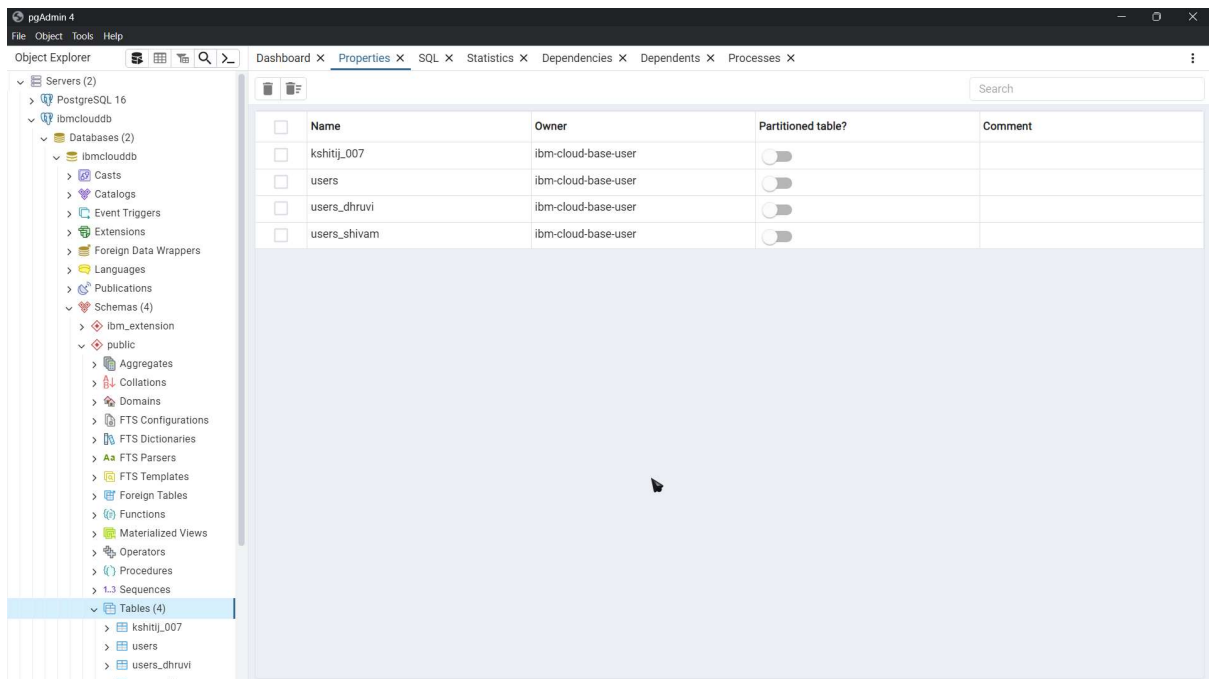 pgAdmin 4
File Object Tools Help
Object Explorer
Dashboard Properties SQL Statistics Dependencies Dependents Processes
Servers (2)
PostgreSQL 16
ibmclouddb
Databases (2)
ibmclouddb
Casts
Catalogs
Event Triggers
Extensions
Foreign Data Wrappers
Languages
Publications
Schemas (4)
ibm_extension
public
Aggregates
Collations
Domains
FTS Configurations
FTS Dictionaries
Aa FTS Parsers
FTS Templates
Foreign Tables
Functions
Materialized Views
Operators
Procedures
1..3 Sequences
Tables (4)
kshitij_007
users
users_dhruvi
Search
Name Owner Partitioned table? Comment
kshitij_007 ibm-cloud-base-user
users ibm-cloud-base-user
users_dhruvi ibm-cloud-base-user
users_shivam ibm-cloud-base-user